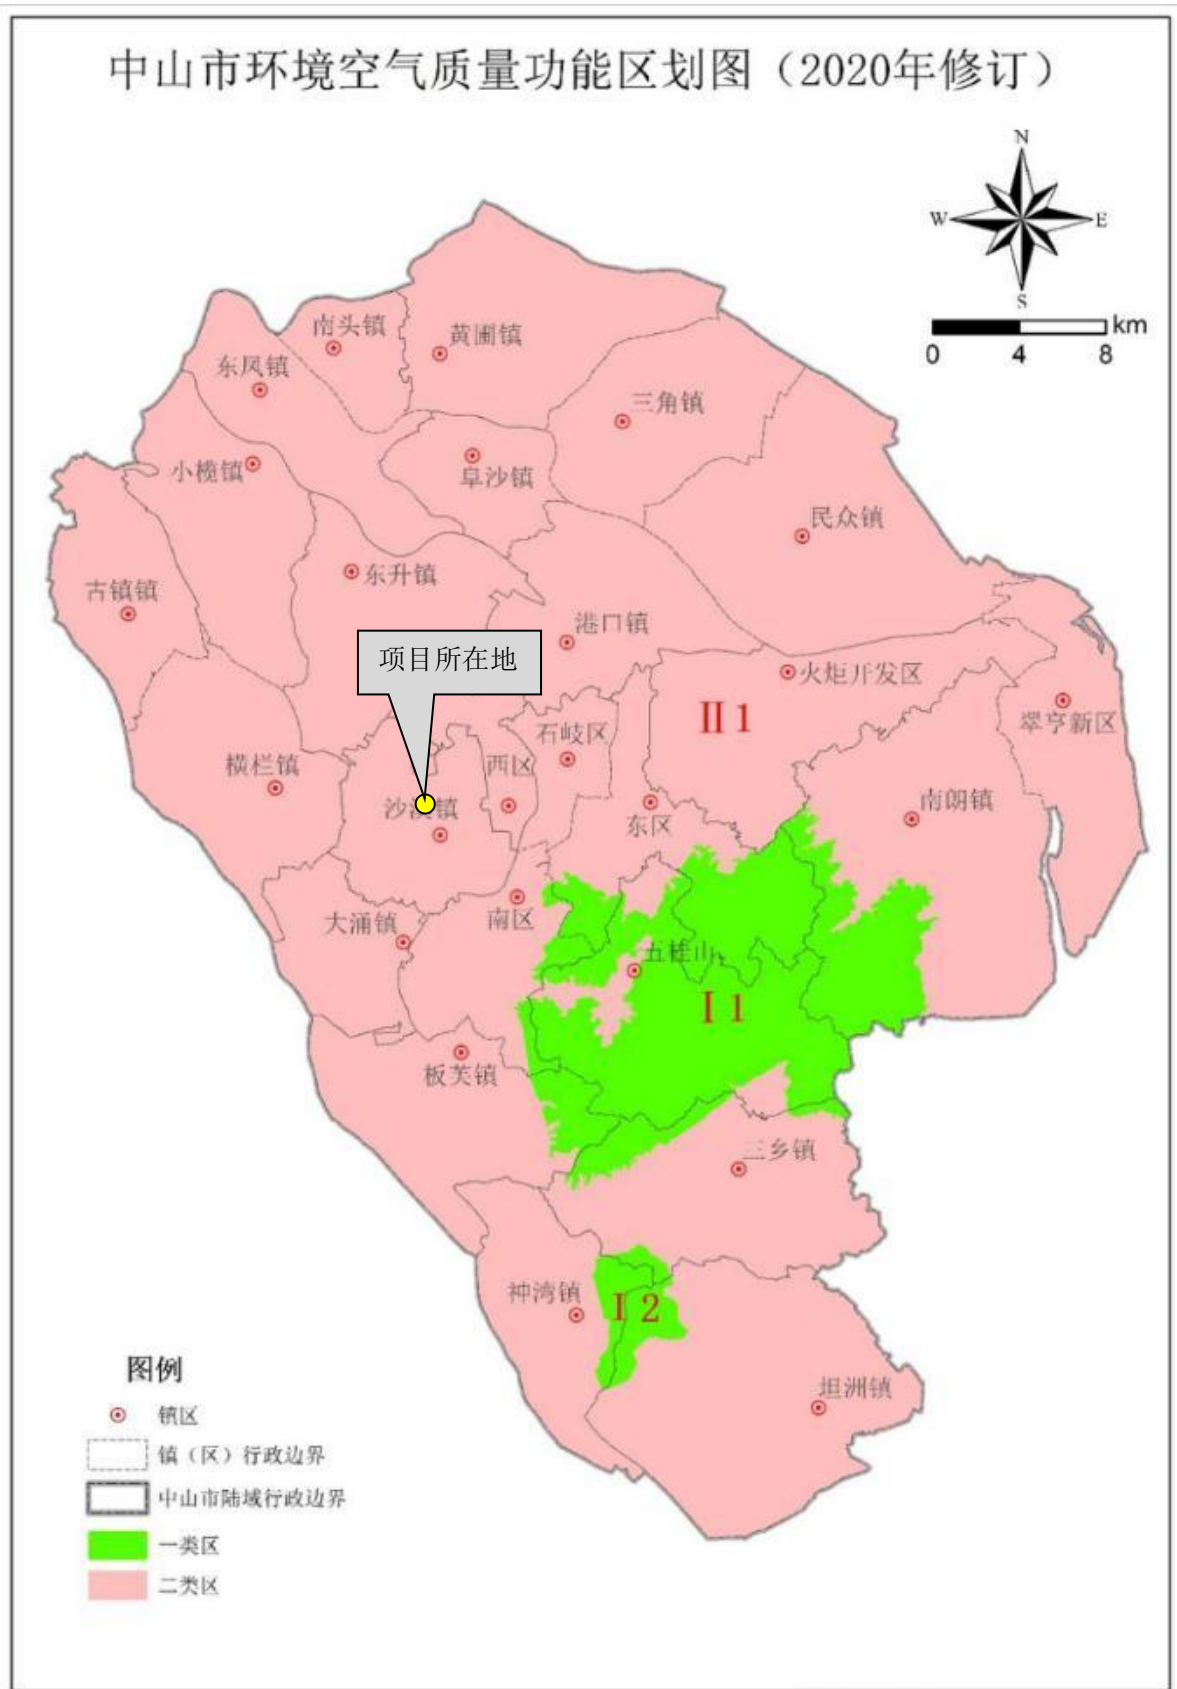 中山市环境空气质量功能区划图（2020年修订）
N
W
E
S
km
0
4
8
南头镇
黄圃镇
东凤镇
三角镇
小榄镇
阜沙镇
民众镇
东升镇
古镇镇
港口镇
项目所在地
火炬开发区
翠亨新区
II 1
石岐区
西区
横栏镇
沙溪镇
东区
南朗镇
大涌镇
南区
五桂山
I 1
板芙镇
三乡镇
神湾镇
I 2
坦洲镇
图例
镇区
镇（区）行政边界
中山市陆域行政边界
一类区
二类区